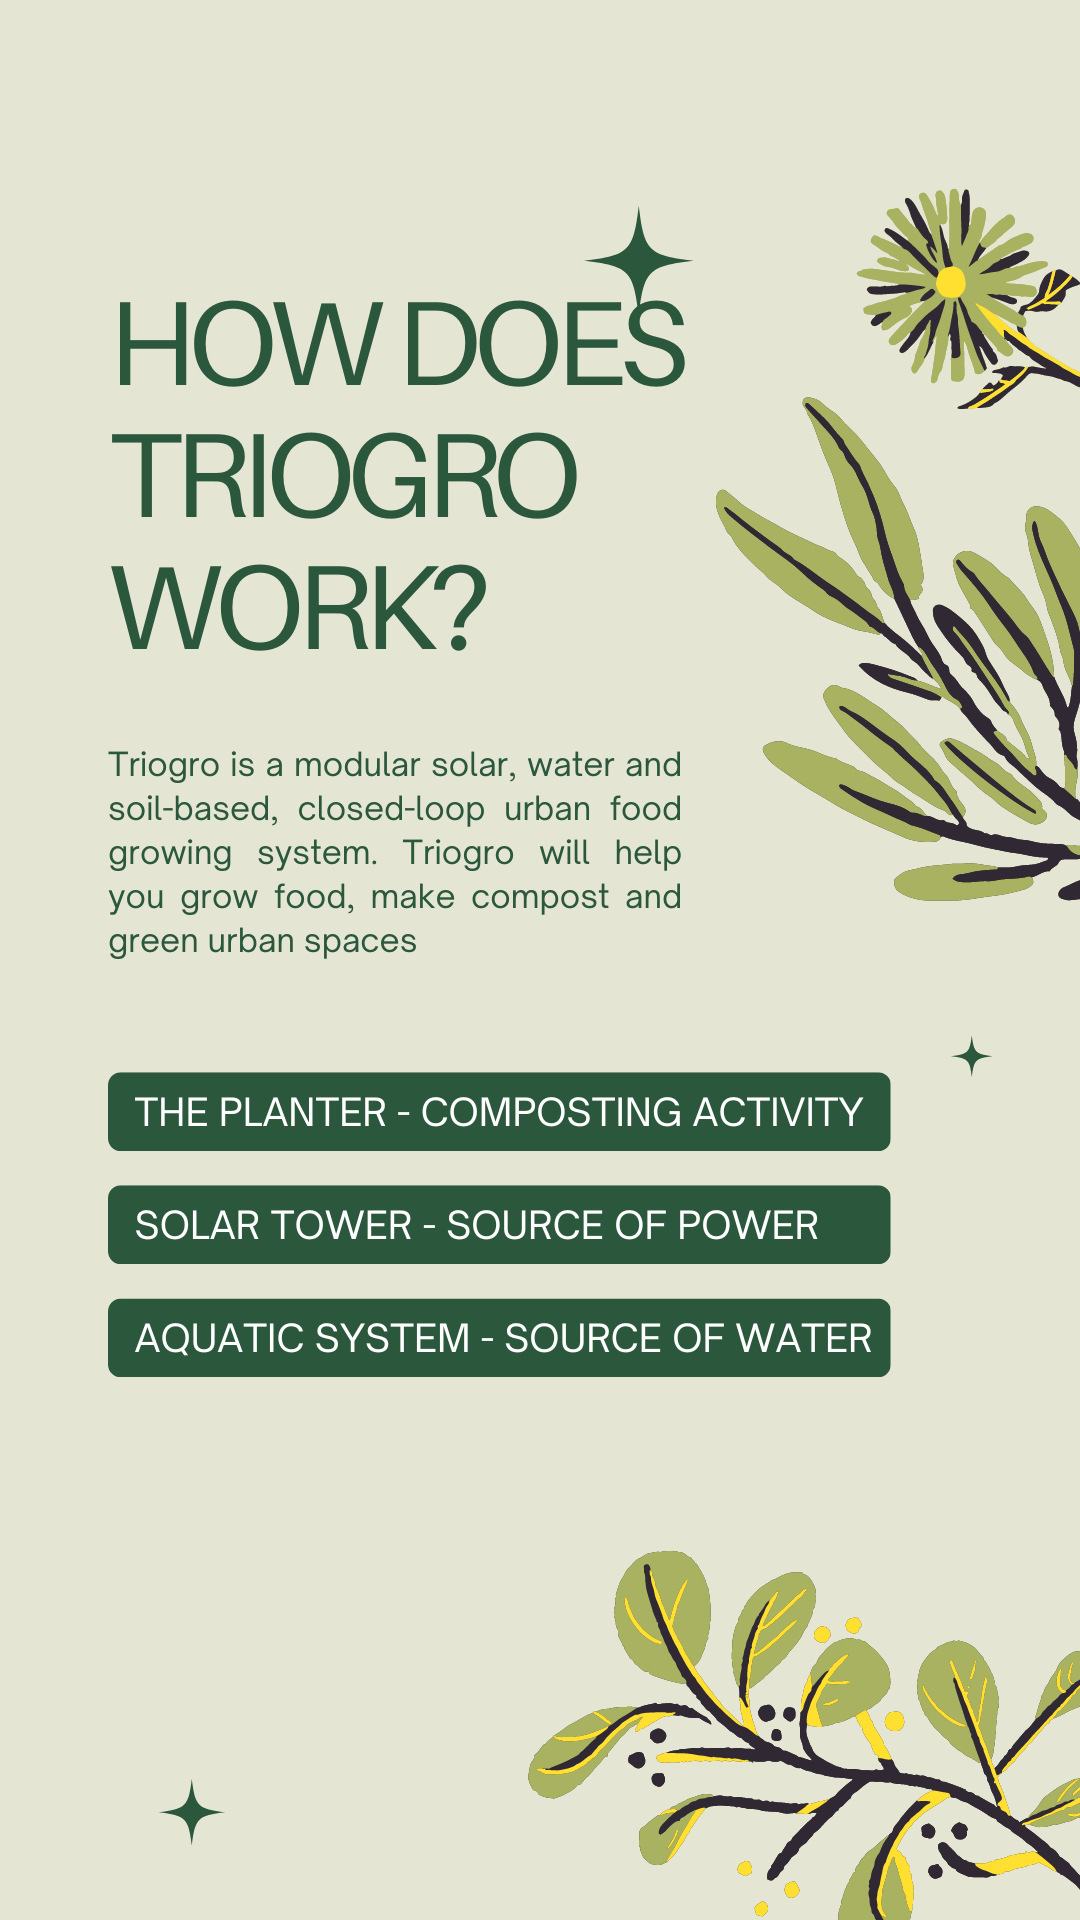 HOW DOES
TRIOGRO
WORK?
Triogro is a modular solar, water and
soil-based, closed-loop urban food
growing system. Triogro will help
you grow food, make compost and
green urban spaces
THE PLANTER - COMPOSTING ACTIVITY
SOLAR TOWER - SOURCE OF POWER
AQUATIC SYSTEM - SOURCE OF WATER